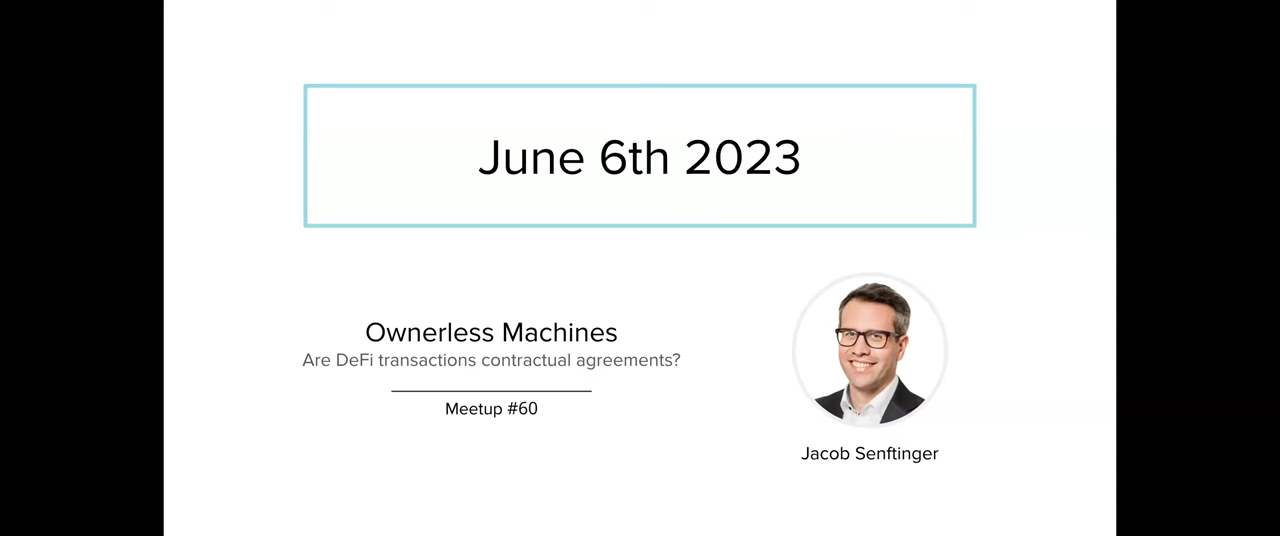 June 6th 2023
Ownerless Machines
Are DeFi transactions contractual agreements?
Meetup #60
Jacob Senftinger